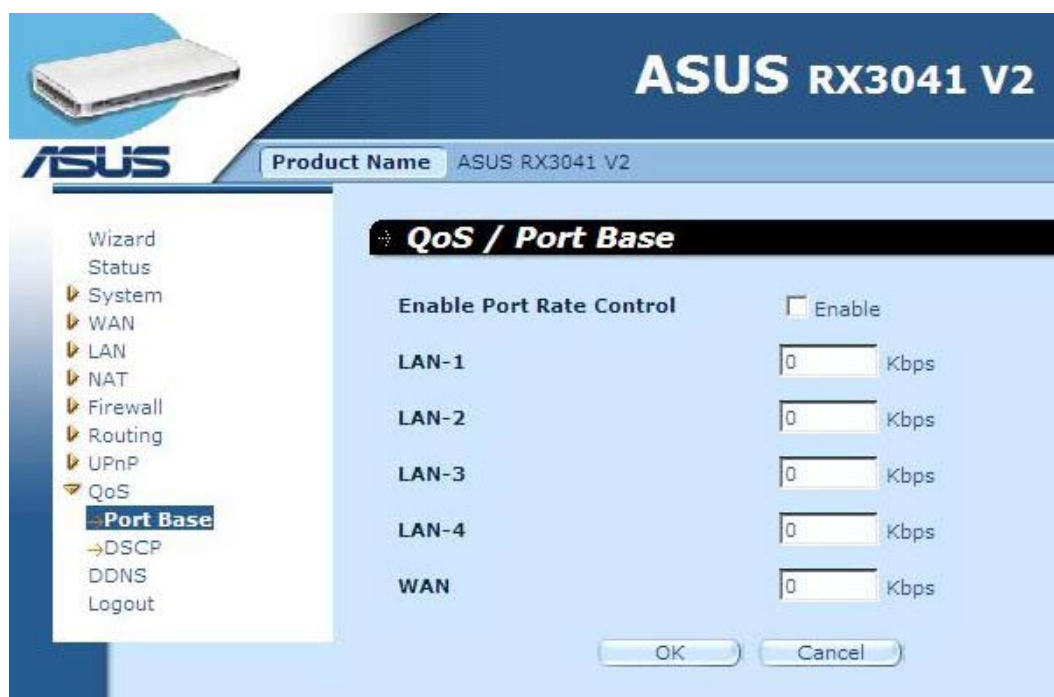 ASUS RX3041 V2
ASUS
Product Name ASUS RX3041 V2
Wizard
Status
System
WAN
LAN
NAT
Firewall
Routing
UPnP
QoS
→Port Base
→DSCP
DDNS
Logout
QoS / Port Base
Enable Port Rate Control Enable
LAN-1 0 Kbps
LAN-2 0 Kbps
LAN-3 0 Kbps
LAN-4 0 Kbps
WAN 0 Kbps
OK Cancel